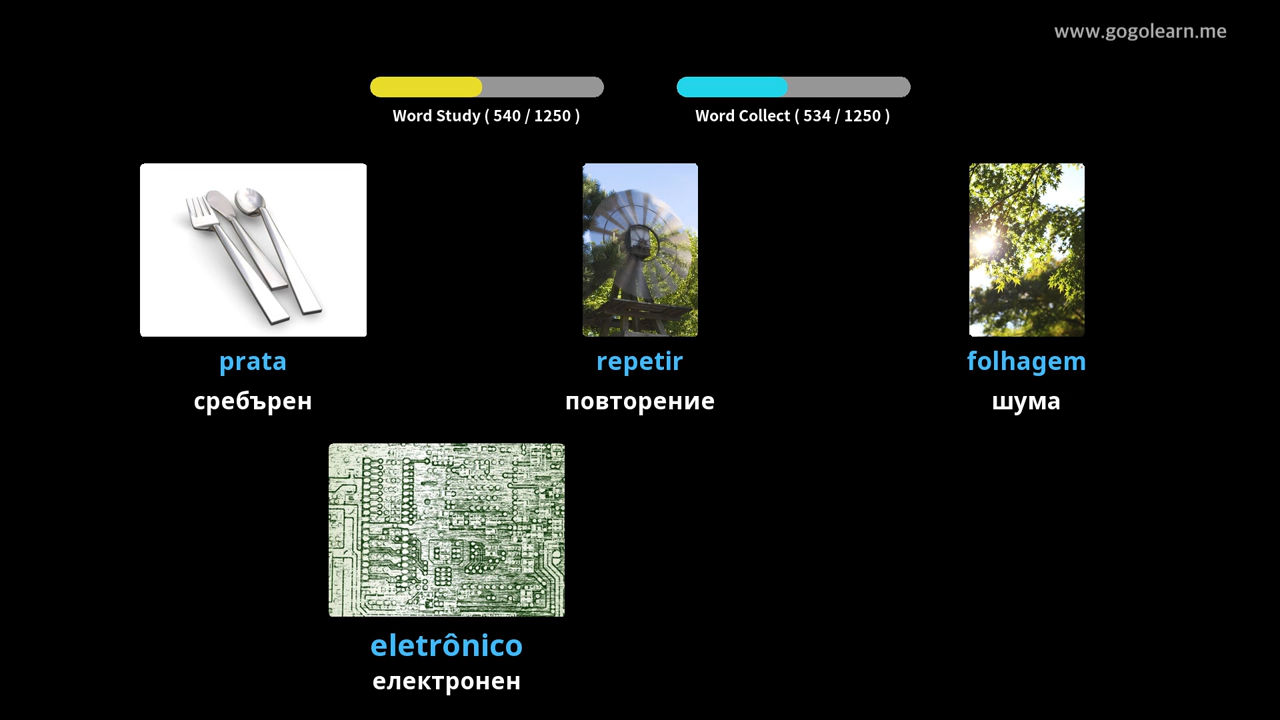 www.gogolearn.me
Word Study ( 540 / 1250 )
Word Collect ( 534 / 1250 )
prata
repetir
folhagem
сребърен
повторение
шума
eletrônico
електронен